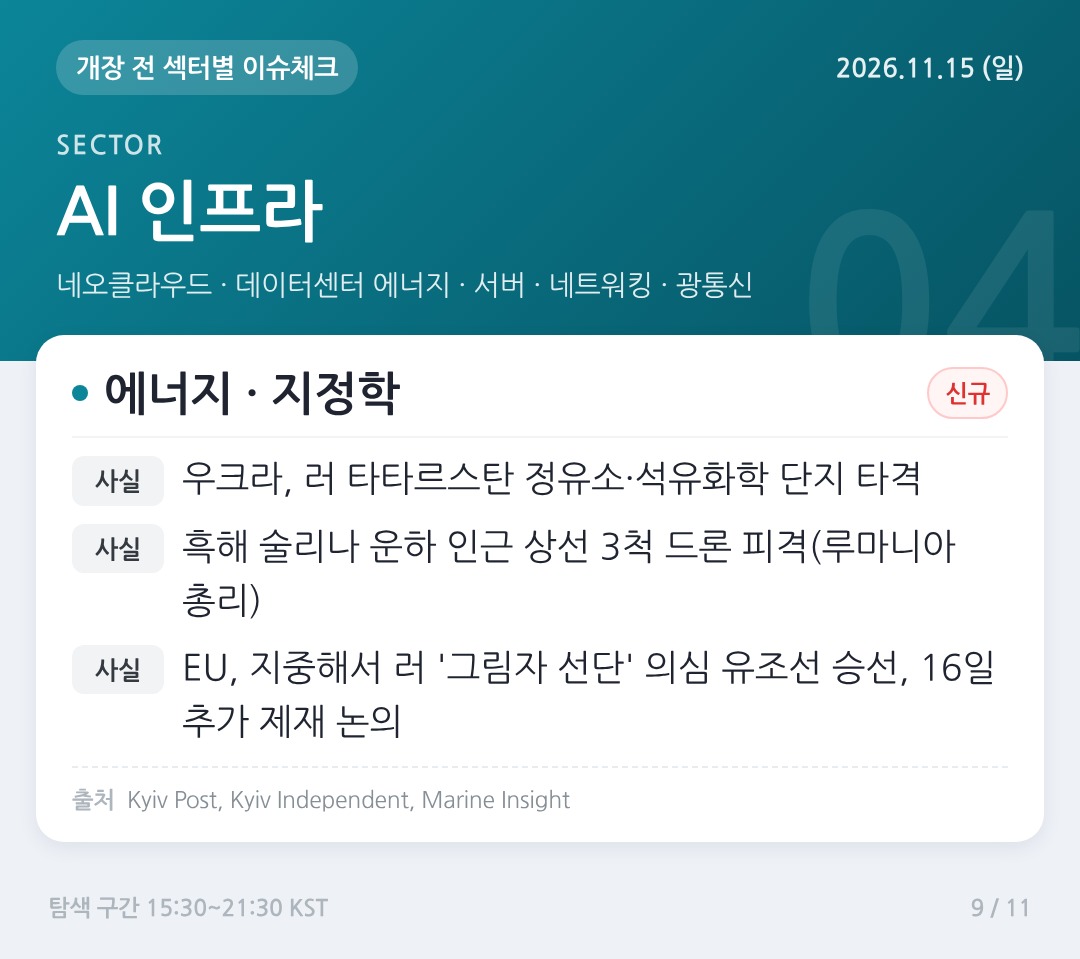 개장 전 섹터별 이슈체크
2026.11.15 (일)
SECTOR
AI 인프라
네오클라우드 · 데이터센터 에너지 · 서버 · 네트워킹 · 광통신
04
에너지 · 지정학
신규
사실 우크라, 러 타타르스탄 정유소·석유화학 단지 타격
사실 흑해 술리나 운하 인근 상선 3척 드론 피격(루마니아
총리)
사실 EU, 지중해서 러 '그림자 선단' 의심 유조선 승선, 16일
추가 제재 논의
출처 Kyiv Post, Kyiv Independent, Marine Insight
탐색 구간 15:30~21:30 KST
9 / 11